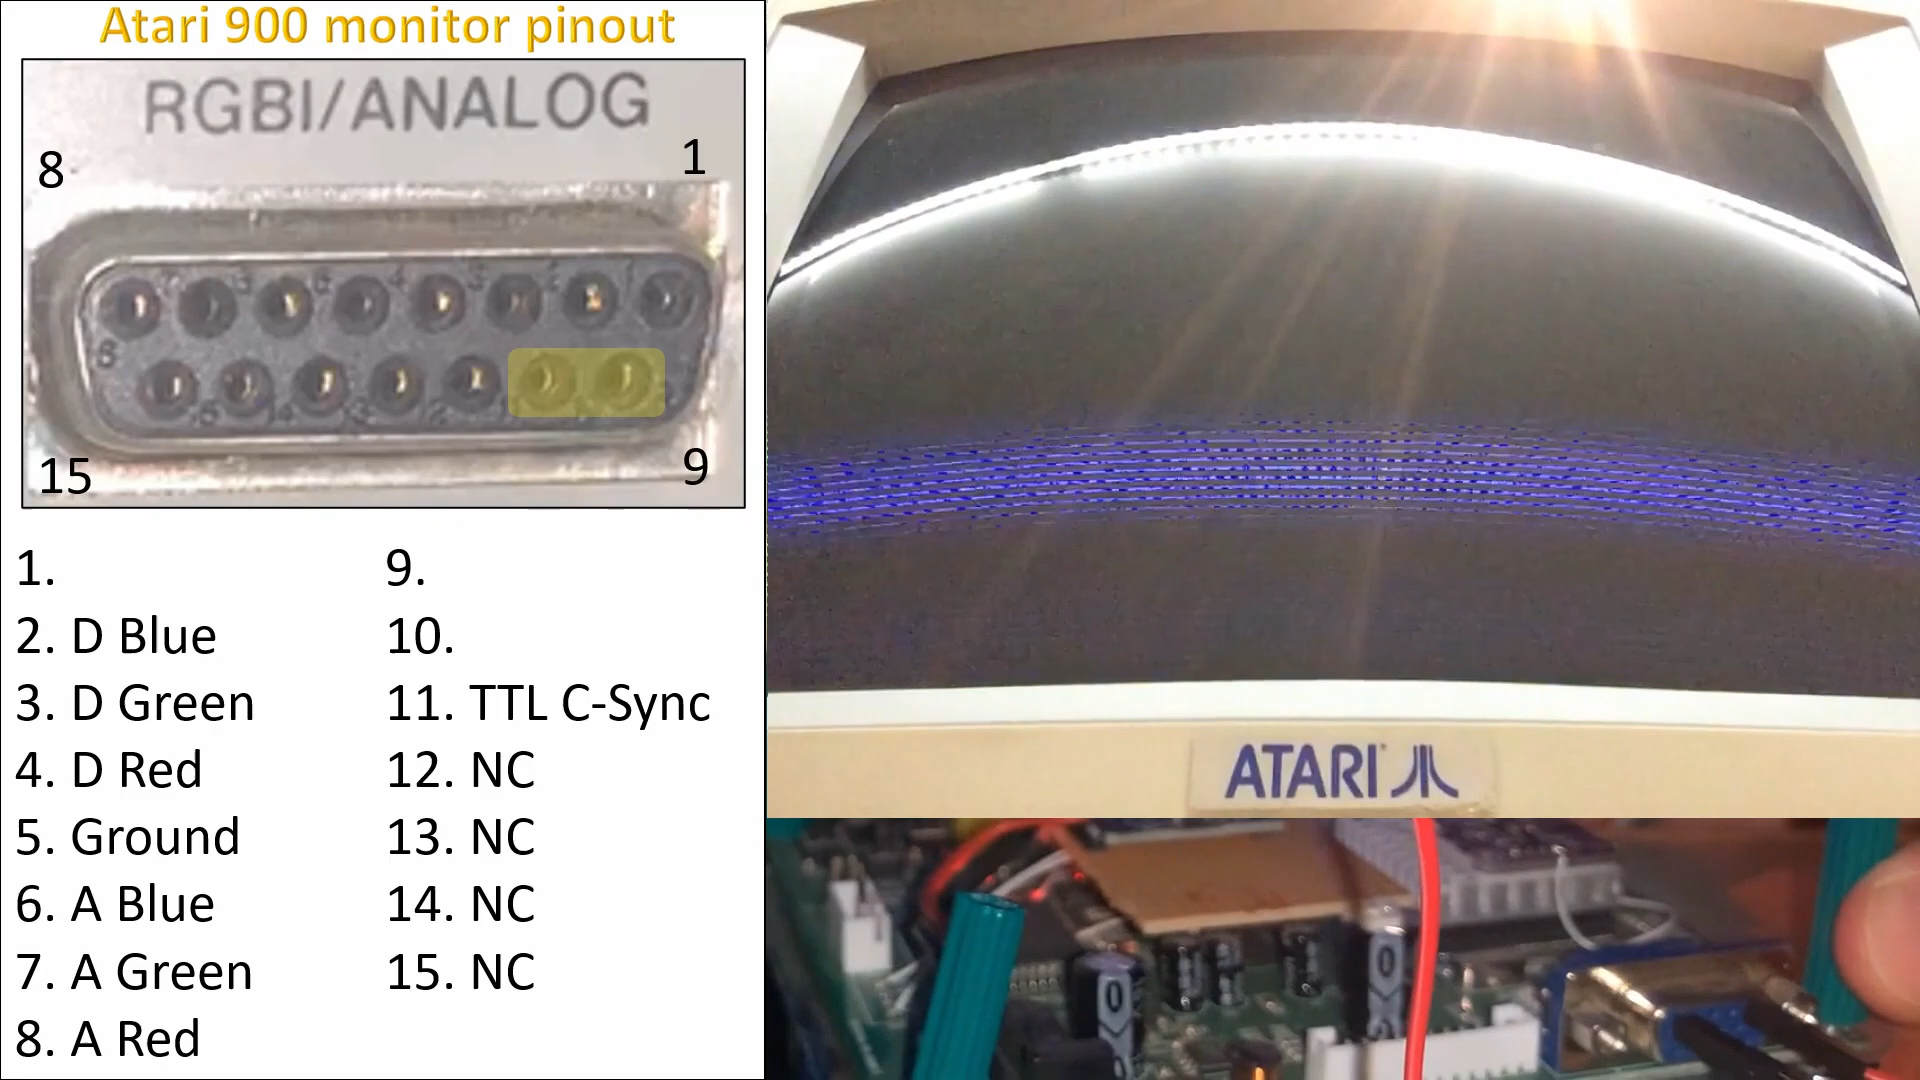 Atari 900 monitor pinout
RGBI/ANALOG
8
1
15
9
1.
2. D Blue
3. D Green
4. D Red
5. Ground
6. A Blue
7. A Green
8. A Red
9.
10.
11. TTL C-Sync
12. NC
13. NC
14. NC
15. NC
ATARI